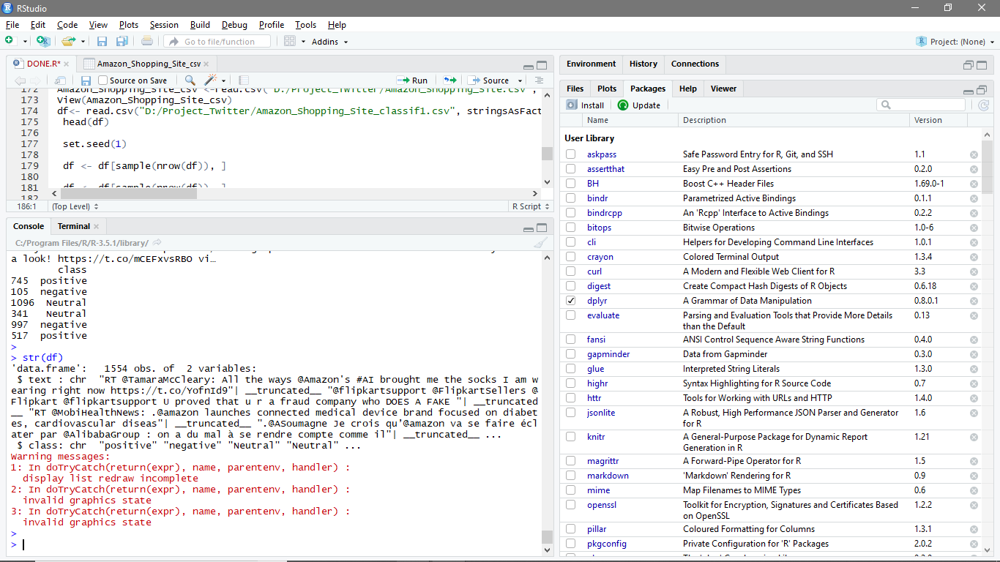 RStudio
File Edit Code View Plots Session Build Debug Profile Tools Help
Go to file/function Addins Project: (None)
DONE.R* Amazon_Shopping_Site_csv
Source on Save Run Source
172 Amazon_Shopping_Site_csv <-read.csv("D:/Project_Twitter/Amazon_Shopping_Site.csv",
173 View(Amazon_Shopping_Site_csv)
174 df<- read.csv("D:/Project_Twitter/Amazon_Shopping_Site_classif1.csv", stringsAsFact
175 head(df)
176
177 set.seed(1)
178
179 df <- df[sample(nrow(df)), ]
180
181 df <- df[sample(nrow(df)), ]
182
186:1 (Top Level) R Script
Console Terminal
C:/Program Files/R/R-3.5.1/library/
a look! https://t.co/mCEFxvsRBO vi…
class
745 positive
105 negative
1096 Neutral
341 Neutral
997 negative
517 positive
>
> str(df)
'data.frame': 1554 obs. of 2 variables:
$ text : chr "RT @TamaraMcCleary: All the ways @Amazon's #AI brought me the socks I am w
earing right now https://t.co/YofnId9"| __truncated__ "@flipkartsupport @FlipkartSellers @
Flipkart @flipkartsupport U proved that u r a fraud company who DOES A FAKE "| __truncated
__ "RT @MobiHealthNews: .@amazon launches connected medical device brand focused on diabet
es, cardiovascular diseas"| __truncated__ ".@ASoumagne Je crois qu’@amazon va se faire écl
ater par @AlibabaGroup : on a du mal à se rendre compte comme il"| __truncated__ ...
$ class: chr "positive" "negative" "Neutral" "Neutral" ...
Warning messages:
1: In doTryCatch(return(expr), name, parentenv, handler) :
display list redraw incomplete
2: In doTryCatch(return(expr), name, parentenv, handler) :
invalid graphics state
3: In doTryCatch(return(expr), name, parentenv, handler) :
invalid graphics state
>
>
Environment History Connections
Files Plots Packages Help Viewer
Install Update
Name Description Version
User Library
askpass Safe Password Entry for R, Git, and SSH 1.1
assertthat Easy Pre and Post Assertions 0.2.0
BH Boost C++ Header Files 1.69.0-1
bindr Parametrized Active Bindings 0.1.1
bindrcpp An 'Rcpp' Interface to Active Bindings 0.2.2
bitops Bitwise Operations 1.0-6
cli Helpers for Developing Command Line Interfaces 1.0.1
crayon Colored Terminal Output 1.3.4
curl A Modern and Flexible Web Client for R 3.3
digest Create Compact Hash Digests of R Objects 0.6.18
dplyr A Grammar of Data Manipulation 0.8.0.1
evaluate Parsing and Evaluation Tools that Provide More Details 0.13
than the Default
fansi ANSI Control Sequence Aware String Functions 0.4.0
gapminder Data from Gapminder 0.3.0
glue Interpreted String Literals 1.3.0
highr Syntax Highlighting for R Source Code 0.7
httr Tools for Working with URLs and HTTP 1.4.0
jsonlite A Robust, High Performance JSON Parser and Generator 1.6
for R
knitr A General-Purpose Package for Dynamic Report 1.21
Generation in R
magrittr A Forward-Pipe Operator for R 1.5
markdown 'Markdown' Rendering for R 0.9
mime Map Filenames to MIME Types 0.6
openssl Toolkit for Encryption, Signatures and Certificates Based 1.2.2
on OpenSSL
pillar Coloured Formatting for Columns 1.3.1
pkgconfig Private Configuration for 'R' Packages 2.0.2